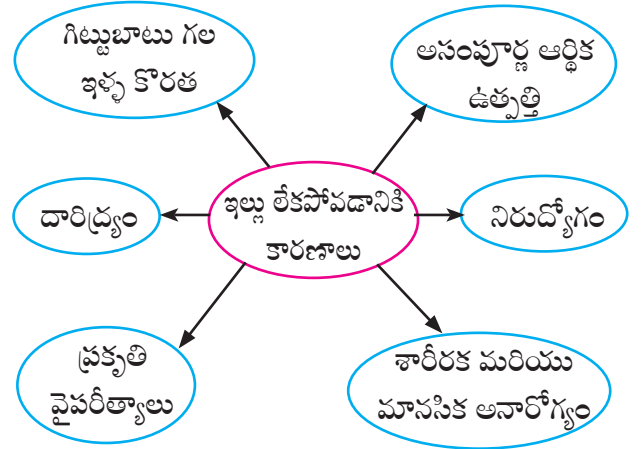 గిట్టుబాటు గల
ఇళ్ళ కొరత
అసంపూర్ణ ఆర్థిక
ఉత్పత్తి
దారిద్ర్యం
ఇల్లు లేకపోవడానికి
కారణాలు
నిరుద్యోగం
ప్రకృతి
వైపరీత్యాలు
శారీరక మరియు
మానసిక అనారోగ్యం